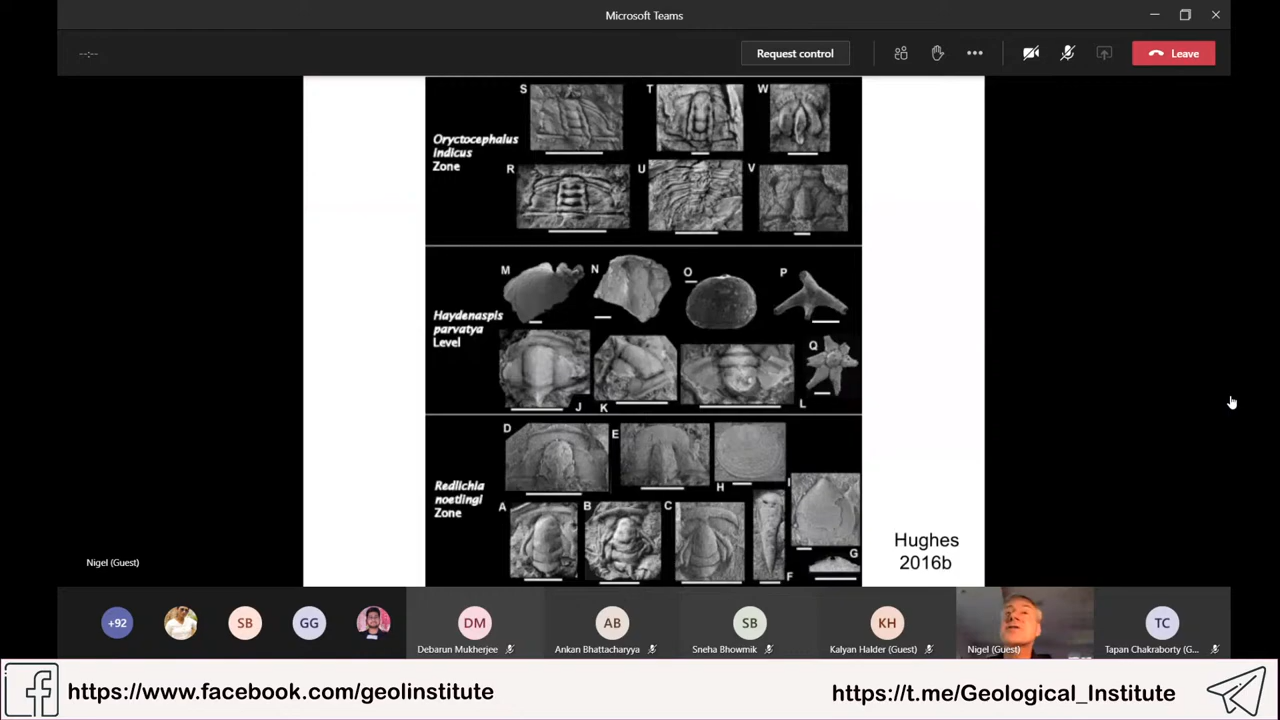 Microsoft Teams
--:--
Request control
Leave
S
T
W
Oryctocephalus
indicus
Zone
R
U
V
M
N
O
P
Haydenaspis
parvatya
Level
Q
J
K
L
D
E
H
I
Redlichia
noetlingi
Zone
A
B
C
G
F
Hughes
2016b
Nigel (Guest)
+92
SB
GG
DM
AB
SB
KH
TC
Debarun Mukherjee
Ankan Bhattacharyya
Sneha Bhowmik
Kalyan Halder (Guest)
Nigel (Guest)
Tapan Chakraborty (G...
https://www.facebook.com/geolinstitute
https://t.me/Geological_Institute